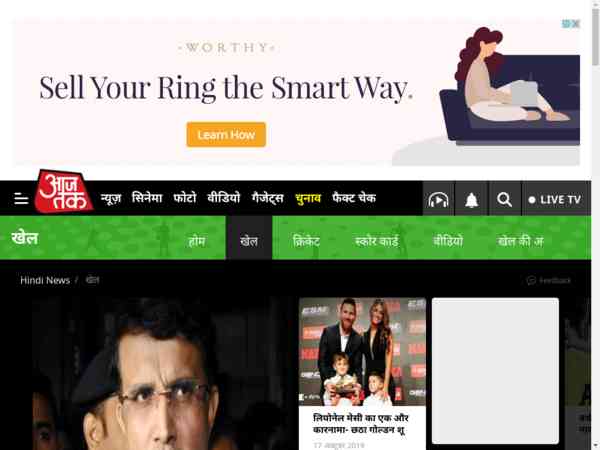 WORTHY
Sell Your Ring the Smart Way.
Learn How
आज तक
न्यूज़ सिनेमा फोटो वीडियो गैजेट्स चुनाव फैक्ट चेक
LIVE TV
खेल
होम खेल क्रिकेट स्कोर कार्ड वीडियो खेल की अ
Hindi News / खेल
Feedback
लियोनेल मेसी का एक और
कारनामा- छठा गोल्डन शू
17 अक्टूबर 2019